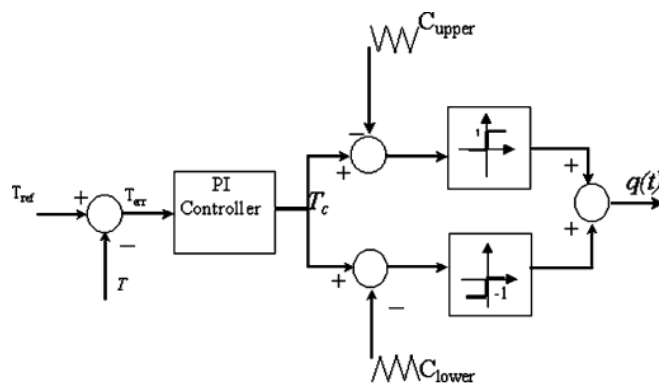 C_upper
1
PI
Controller
T_ref
+
T_err
−
T
T_c
−
+
+
−
-1
+
+
q(t)
C_lower